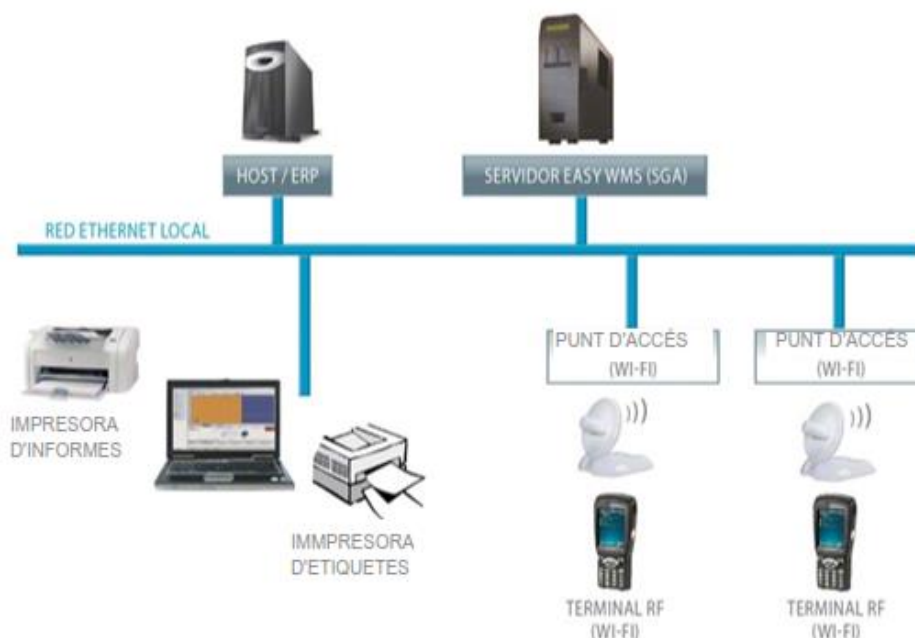 HOST / ERP
SERVIDOR EASY WMS (SGA)
RED ETHERNET LOCAL
PUNT D'ACCÉS
(WI-FI)
PUNT D'ACCÉS
(WI-FI)
IMPRESORA
D'INFORMES
IMMPRESORA
D'ETIQUETES
TERMINAL RF
(WI-FI)
TERMINAL RF
(WI-FI)